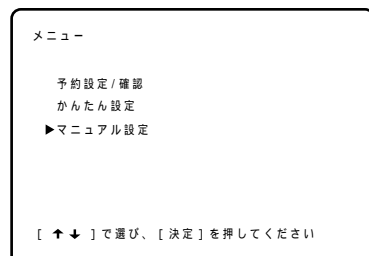 メニュー
予約設定/確認
かんたん設定
▶マニュアル設定
[ ↑↓ ]で選び、[決定]を押してください